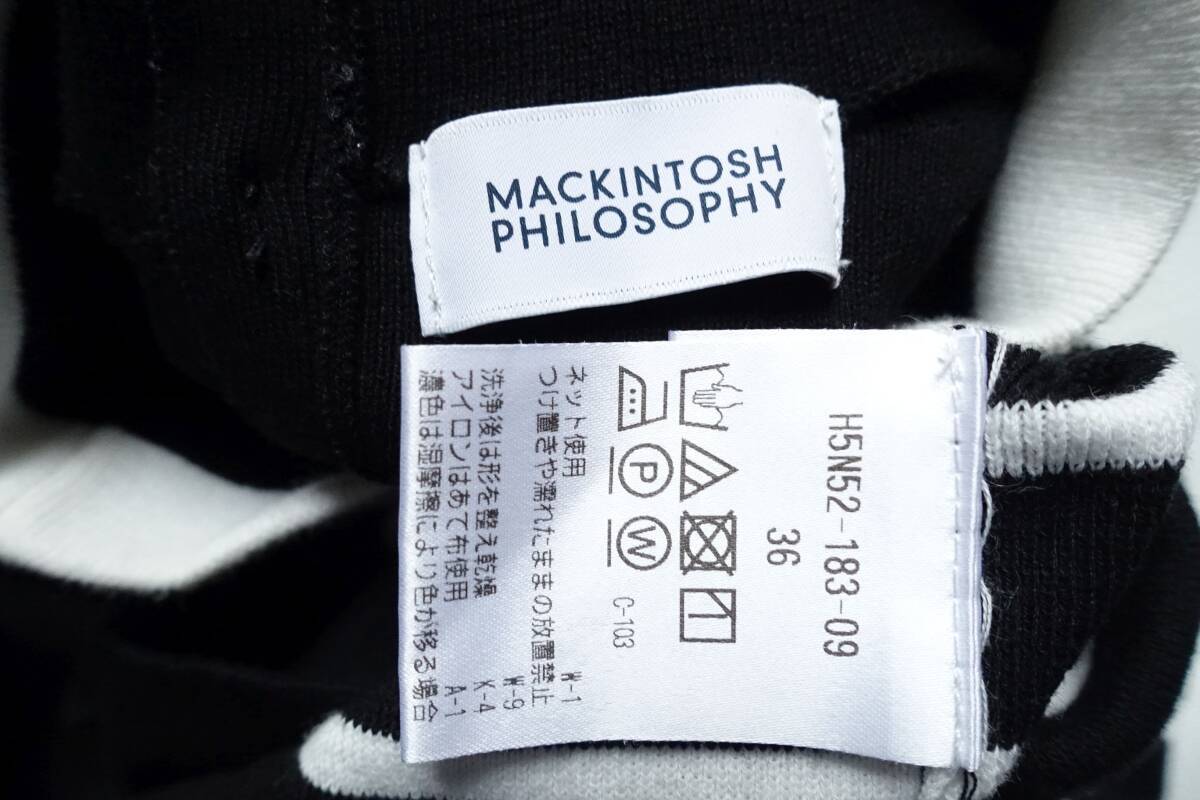 MACKINTOSH
PHILOSOPHY
H5N52-183-09
36
P
W
C-103
ネット使用 W-1
つけ置きや濡れたままの放置禁止 W-9
洗浄後は形を整え乾燥 K-4
アイロンはあて布使用 A-1
濃色は湿摩擦により色が移る場合